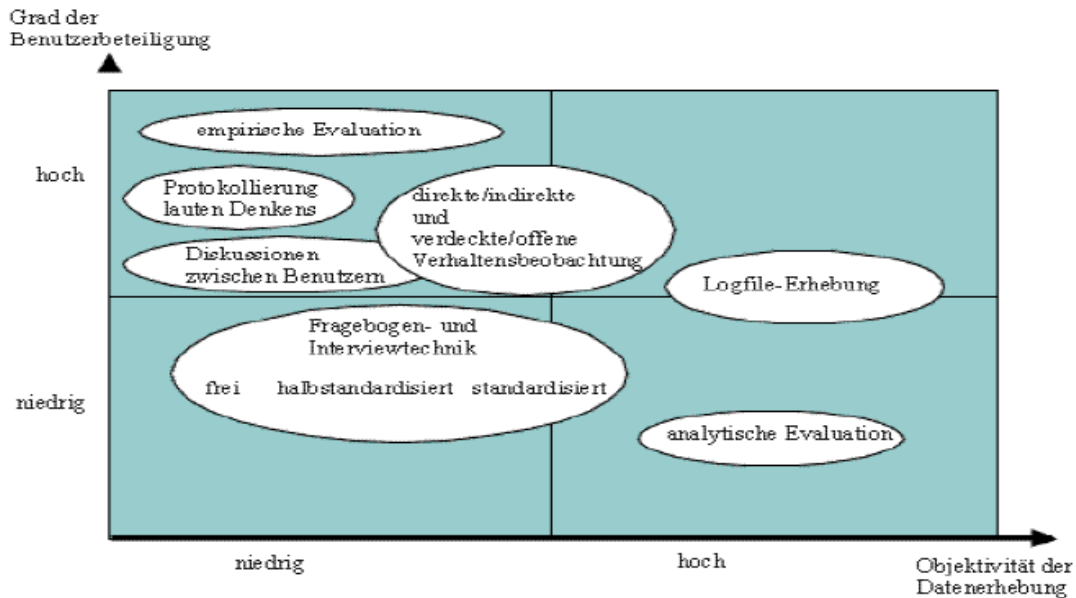 Grad der
Benutzerbeteiligung
empirische Evaluation
hoch
Protokollierung
lauten Denkens
direkte/indirekte
und
verdeckte/offene
Verhaltensbeobachtung
Diskussionen
zwischen Benutzern
Logfile-Erhebung
Fragebogen- und
Interviewtechnik
frei halbstandardisiert standardisiert
niedrig
analytische Evaluation
niedrig
hoch
Objektivität der
Datenerhebung